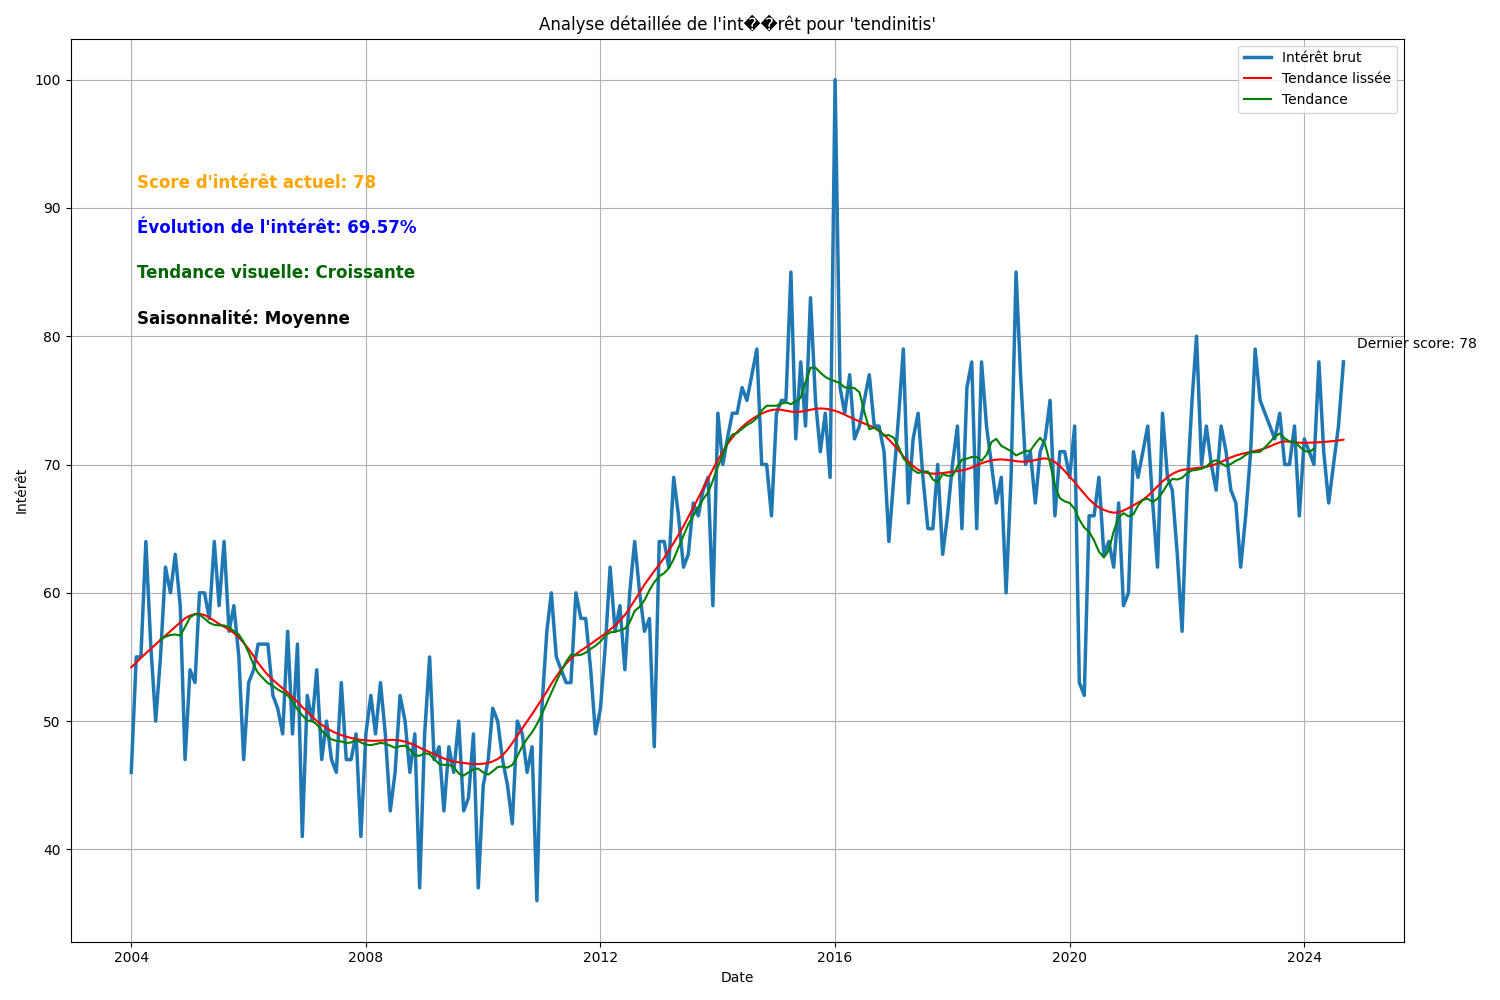 Analyse détaillée de l'int��rêt pour 'tendinitis'
Intérêt brut
Tendance lissée
Tendance
100
90
80
70
60
50
40
Score d'intérêt actuel: 78
Évolution de l'intérêt: 69.57%
Tendance visuelle: Croissante
Saisonnalité: Moyenne
Dernier score: 78
Intérêt
2004 2008 2012 2016 2020 2024
Date